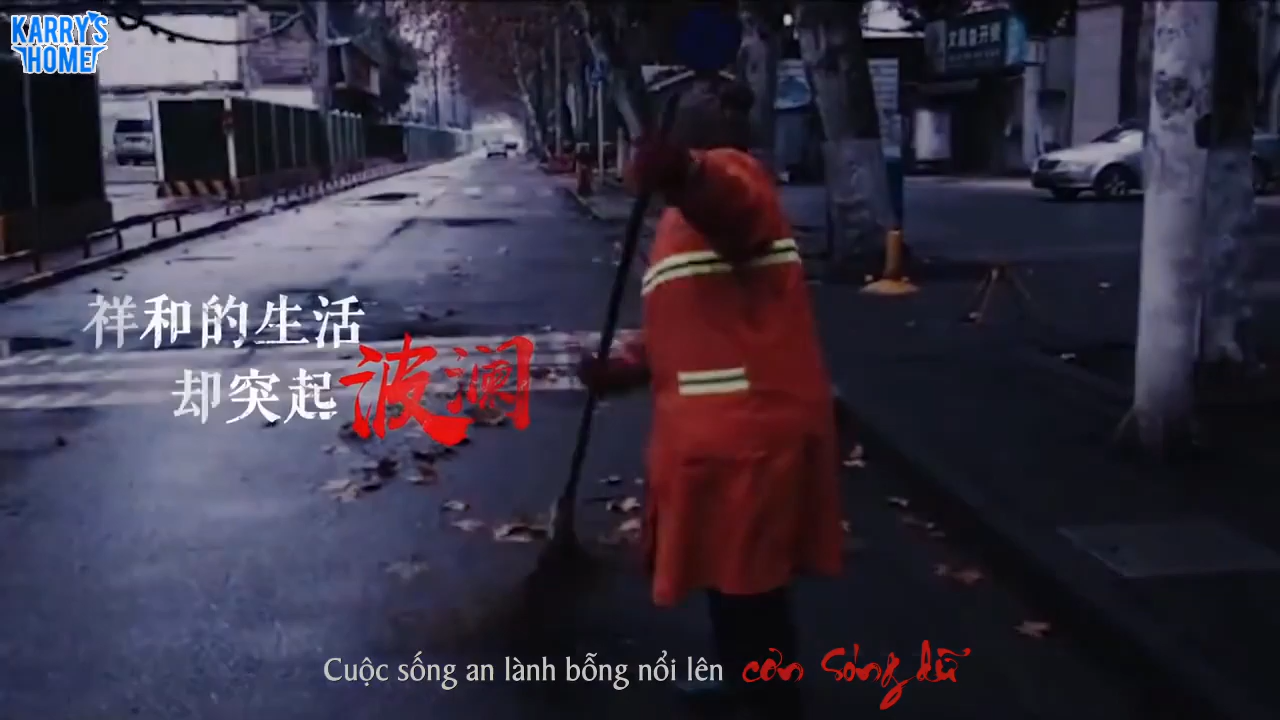 KARRY'S
HOME
祥和的生活
却突起波澜
Cuộc sống an lành bỗng nổi lên cơn sóng dữ